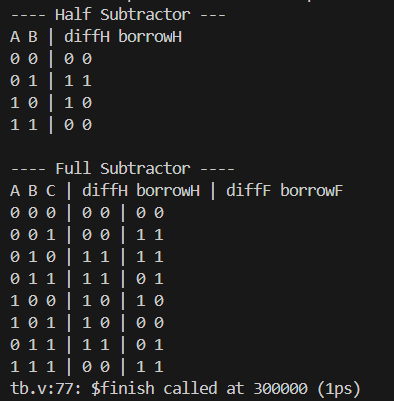 ---- Half Subtractor ---
A B | diffH borrowH
0 0 | 0 0
0 1 | 1 1
1 0 | 1 0
1 1 | 0 0
---- Full Subtractor ----
A B C | diffH borrowH | diffF borrowF
0 0 0 | 0 0 | 0 0
0 0 1 | 0 0 | 1 1
0 1 0 | 1 1 | 1 1
0 1 1 | 1 1 | 0 1
1 0 0 | 1 0 | 1 0
1 0 1 | 1 0 | 0 0
0 1 1 | 1 1 | 0 1
1 1 1 | 0 0 | 1 1
tb.v:77: $finish called at 300000 (1ps)